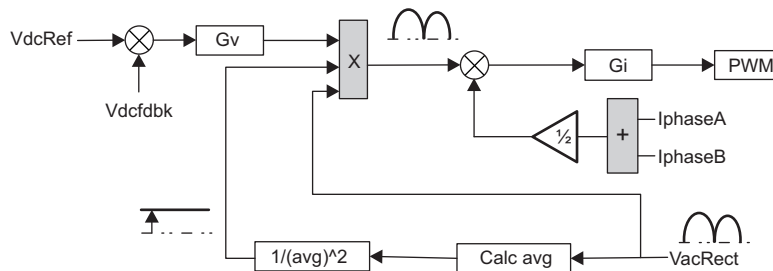 VdcRef
Gv
X
Gi
PWM
Vdcfdbk
½
+
IphaseA
IphaseB
1/(avg)^2
Calc avg
VacRect